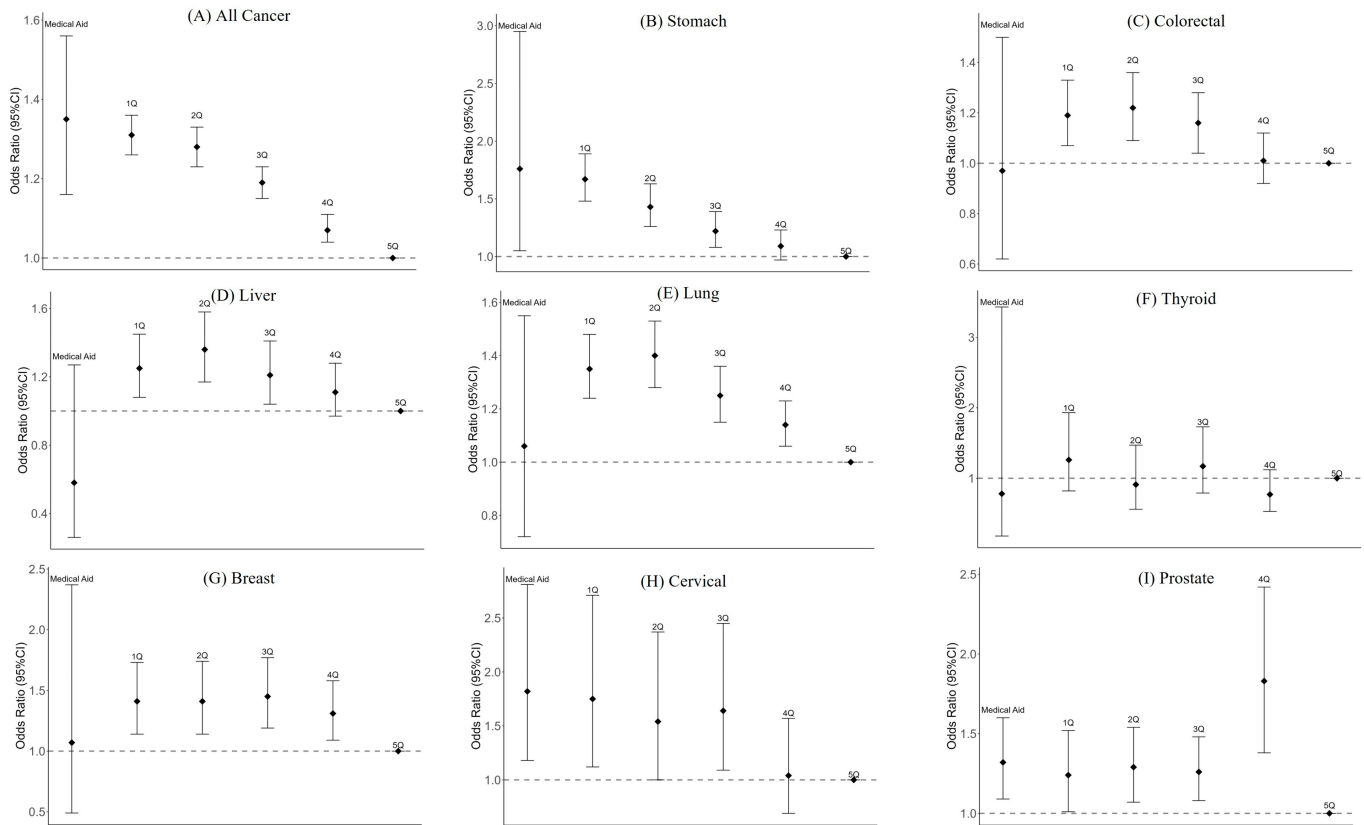 (A) All Cancer
Odds Ratio (95%CI)
1.6
1.4
1.2
1.0
Medical Aid
1Q
2Q
3Q
4Q
5Q
(B) Stomach
Odds Ratio (95%CI)
3.0
2.5
2.0
1.5
1.0
Medical Aid
1Q
2Q
3Q
4Q
5Q
(C) Colorectal
Odds Ratio (95%CI)
1.4
1.2
1.0
0.8
0.6
Medical Aid
1Q
2Q
3Q
4Q
5Q
(D) Liver
Odds Ratio (95%CI)
1.6
1.2
0.8
0.4
Medical Aid
1Q
2Q
3Q
4Q
5Q
(E) Lung
Odds Ratio (95%CI)
1.6
1.4
1.2
1.0
0.8
Medical Aid
1Q
2Q
3Q
4Q
5Q
(F) Thyroid
Odds Ratio (95%CI)
3
2
1
Medical Aid
1Q
2Q
3Q
4Q
5Q
(G) Breast
Odds Ratio (95%CI)
2.5
2.0
1.5
1.0
0.5
Medical Aid
1Q
2Q
3Q
4Q
5Q
(H) Cervical
Odds Ratio (95%CI)
2.5
2.0
1.5
1.0
Medical Aid
1Q
2Q
3Q
4Q
5Q
(I) Prostate
Odds Ratio (95%CI)
2.5
2.0
1.5
1.0
Medical Aid
1Q
2Q
3Q
4Q
5Q